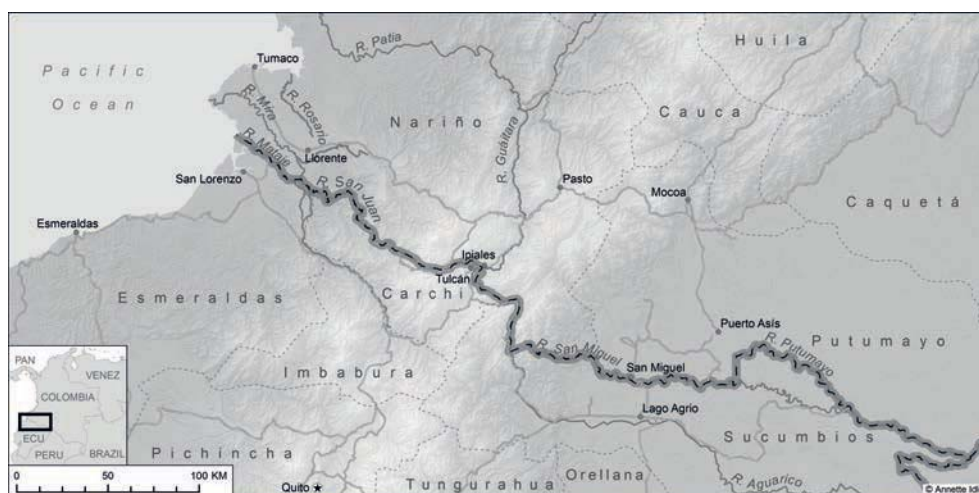 Pacific
Ocean
Tumaco
R. Patía
Huila
R. Mira
R. Rosario
Nariño
Cauca
R. Guáitara
R. Mataje
Llorente
San Lorenzo
R. San Juan
Pasto
Mocoa
Caquetá
Esmeraldas
Ipiales
Tulcán
Esmeraldas
Carchi
Puerto Asís
R. Putumayo
Putumayo
R. San Miguel
San Miguel
Imbabura
Lago Agrio
Sucumbios
PAN
VENEZ
COLOMBIA
ECU
PERU
BRAZIL
Pichincha
0 50 100 KM
Quito
Tungurahua
Orellana
R. Aguarico
© Annette